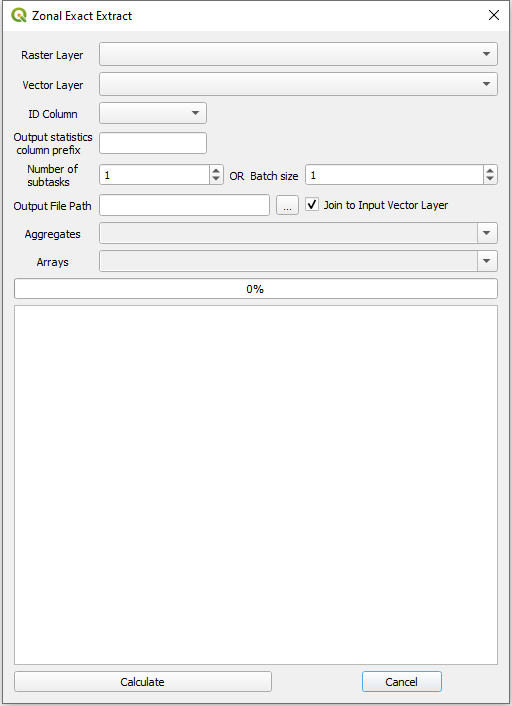 Zonal Exact Extract
Raster Layer
Vector Layer
ID Column
Output statistics
column prefix
Number of
subtasks
1
OR Batch size
1
Output File Path
...
Join to Input Vector Layer
Aggregates
Arrays
0%
Calculate
Cancel